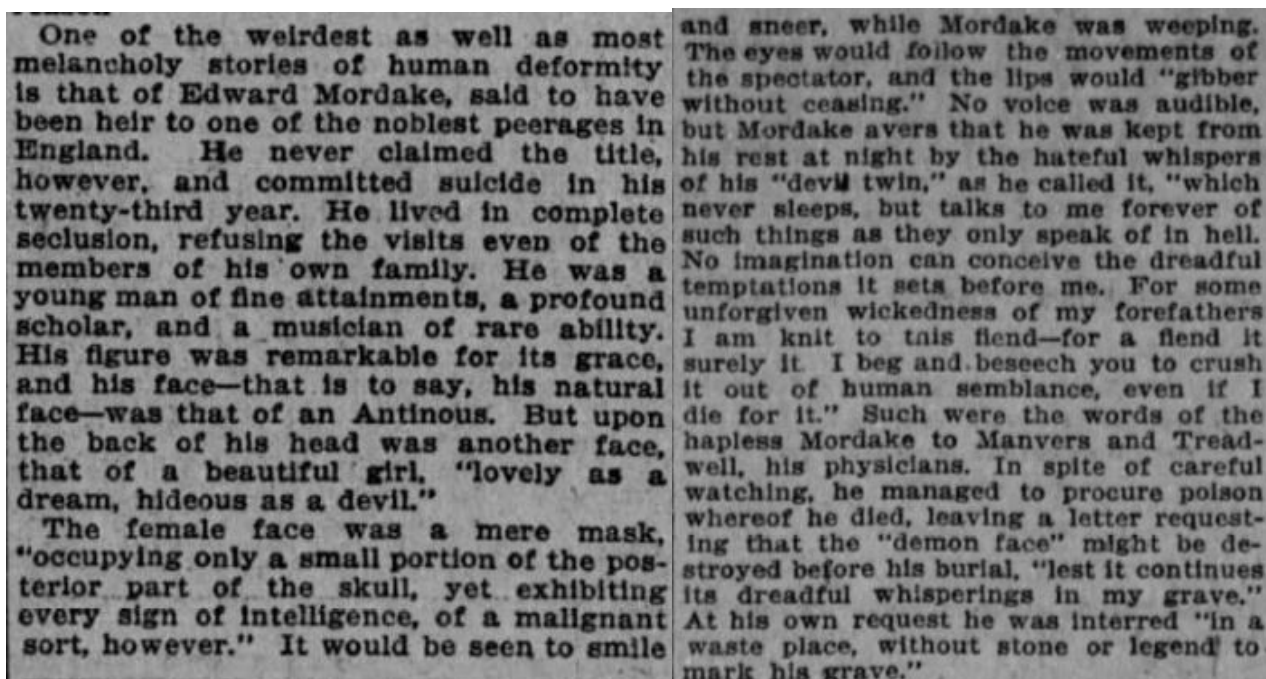 One of the weirdest as well as most
melancholy stories of human deformity
is that of Edward Mordake, said to have
been heir to one of the noblest peerages in
England. He never claimed the title,
however, and committed suicide in his
twenty-third year. He lived in complete
seclusion, refusing the visits even of the
members of his own family. He was a
young man of fine attainments, a profound
scholar, and a musician of rare ability.
His figure was remarkable for its grace,
and his face—that is to say, his natural
face—was that of an Antinous. But upon
the back of his head was another face,
that of a beautiful girl, "lovely as a
dream, hideous as a devil."
The female face was a mere mask,
"occupying only a small portion of the pos-
terior part of the skull, yet exhibiting
every sign of intelligence, of a malignant
sort, however." It would be seen to smile
and sneer, while Mordake was weeping.
The eyes would follow the movements of
the spectator, and the lips would "gibber
without ceasing." No voice was audible,
but Mordake avers that he was kept from
his rest at night by the hateful whispers
of his "devil twin," as he called it, "which
never sleeps, but talks to me forever of
such things as they only speak of in hell.
No imagination can conceive the dreadful
temptations it sets before me. For some
unforgiven wickedness of my forefathers
I am knit to this fiend—for a fiend it
surely it. I beg and beseech you to crush
it out of human semblance, even if I
die for it." Such were the words of the
hapless Mordake to Manvers and Tread-
well, his physicians. In spite of careful
watching, he managed to procure poison
whereof he died, leaving a letter request-
ing that the "demon face" might be de-
stroyed before his burial, "lest it continues
its dreadful whisperings in my grave."
At his own request he was interred "in a
waste place, without stone or legend to
mark his grave."